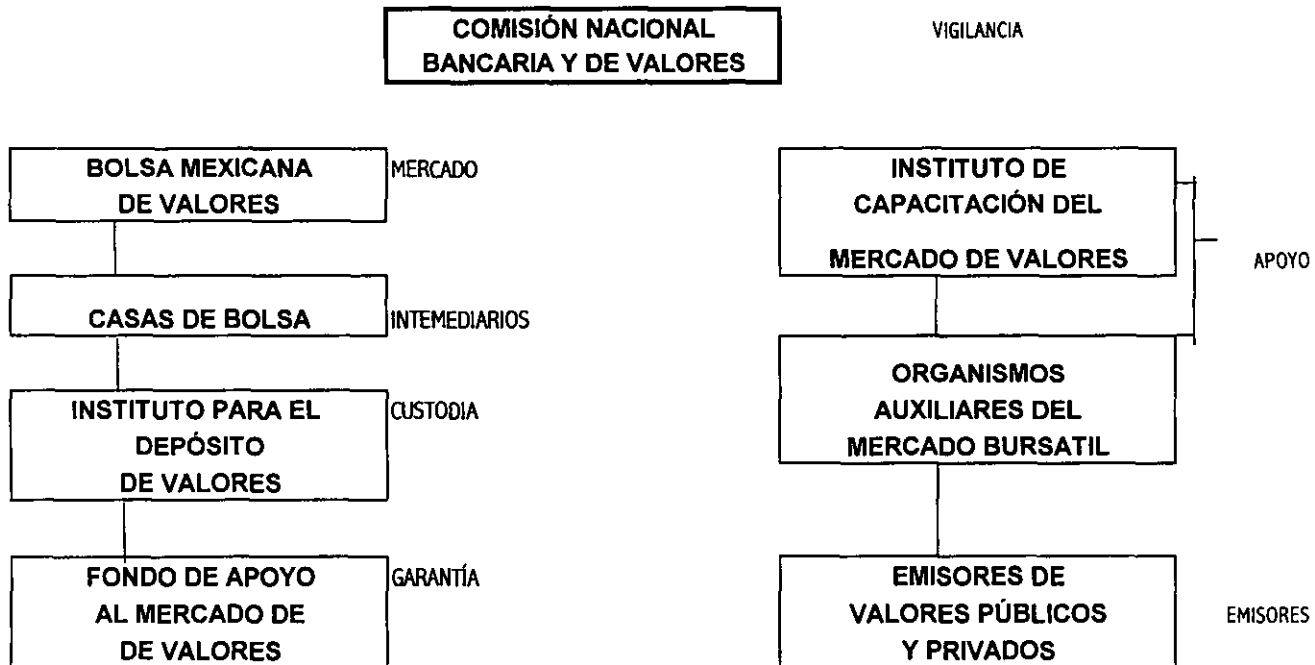 COMISIÓN NACIONAL
BANCARIA Y DE VALORES
VIGILANCIA
BOLSA MEXICANA
DE VALORES
MERCADO
CASAS DE BOLSA
INTEMEDIARIOS
INSTITUTO PARA EL
DEPÓSITO
DE VALORES
CUSTODIA
FONDO DE APOYO
AL MERCADO DE
DE VALORES
GARANTÍA
INSTITUTO DE
CAPACITACIÓN DEL
MERCADO DE VALORES
APOYO
ORGANISMOS
AUXILIARES DEL
MERCADO BURSATIL
EMISORES DE
VALORES PÚBLICOS
Y PRIVADOS
EMISORES